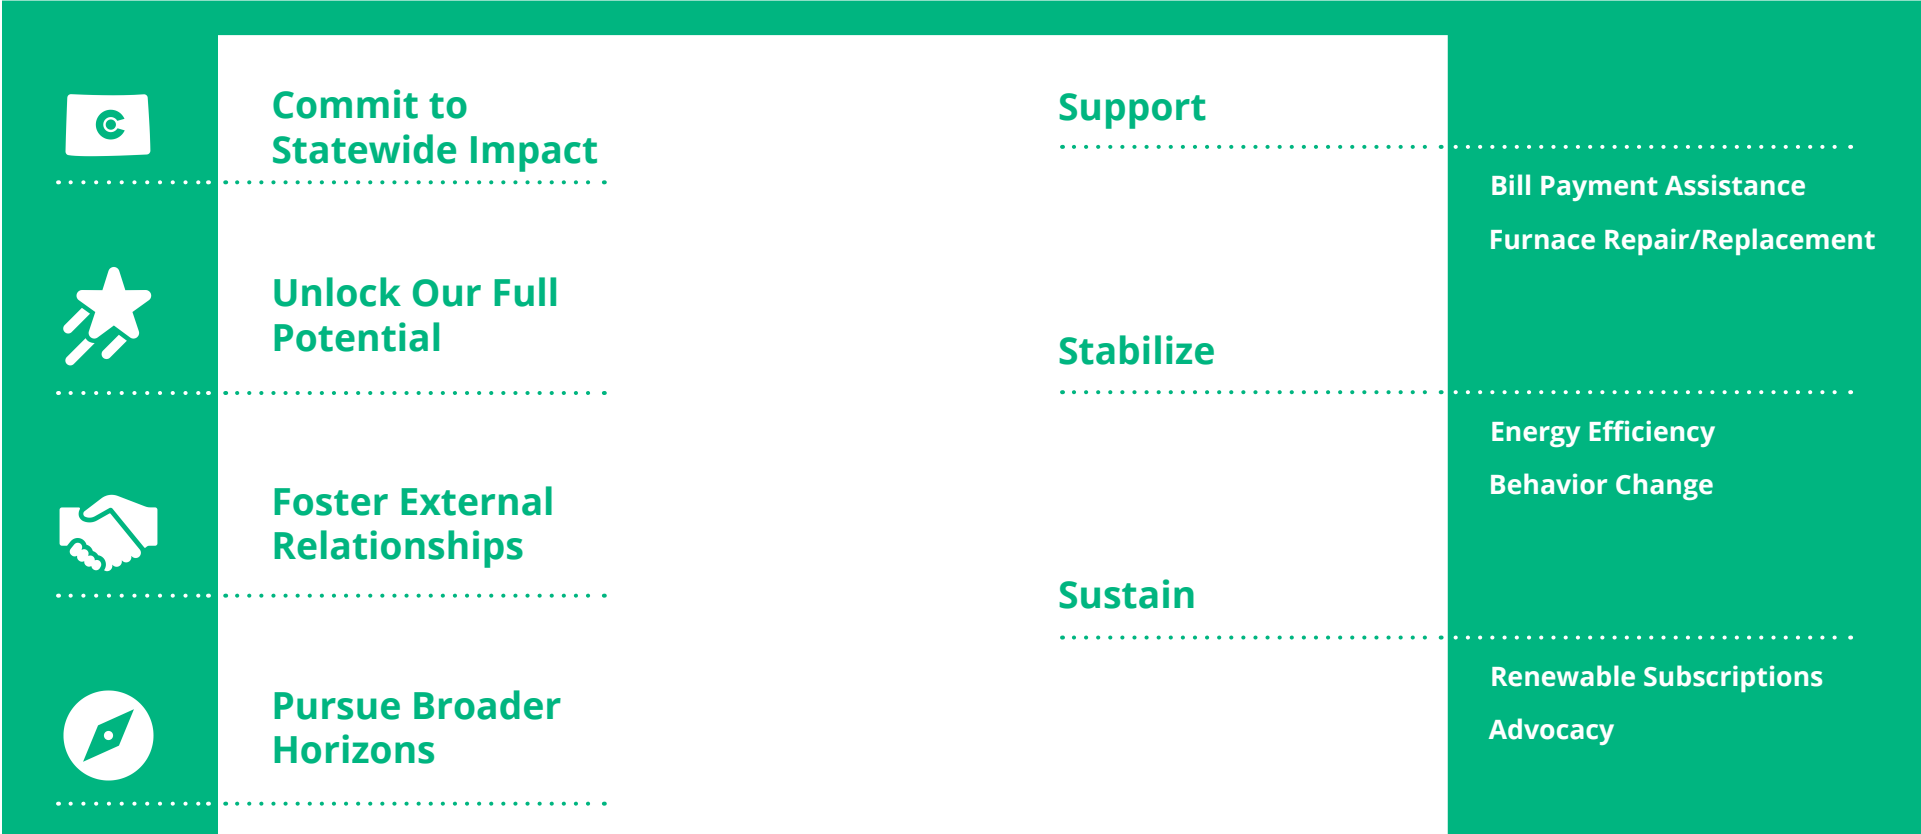 Commit to
Statewide Impact
Unlock Our Full
Potential
Foster External
Relationships
Pursue Broader
Horizons
Support
Bill Payment Assistance
Furnace Repair/Replacement
Stabilize
Energy Efficiency
Behavior Change
Sustain
Renewable Subscriptions
Advocacy